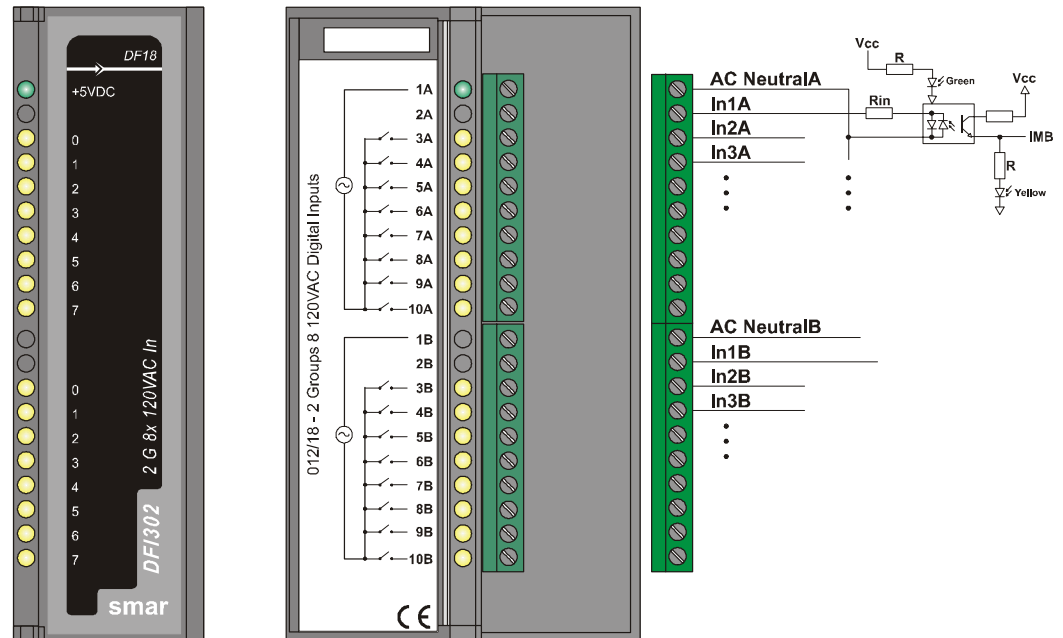 DF18
+5VDC
0
1
2
3
4
5
6
7
0
1
2
3
4
5
6
7
2 G 8x 120VAC In
DFI302
smar
012/18 - 2 Groups 8 120VAC Digital Inputs
1A
2A
3A
4A
5A
6A
7A
8A
9A
10A
1B
2B
3B
4B
5B
6B
7B
8B
9B
10B
CE
AC NeutralA
In1A
In2A
In3A
AC NeutralB
In1B
In2B
In3B
Vcc
R
Green
Vcc
Rin
IMB
R
Yellow